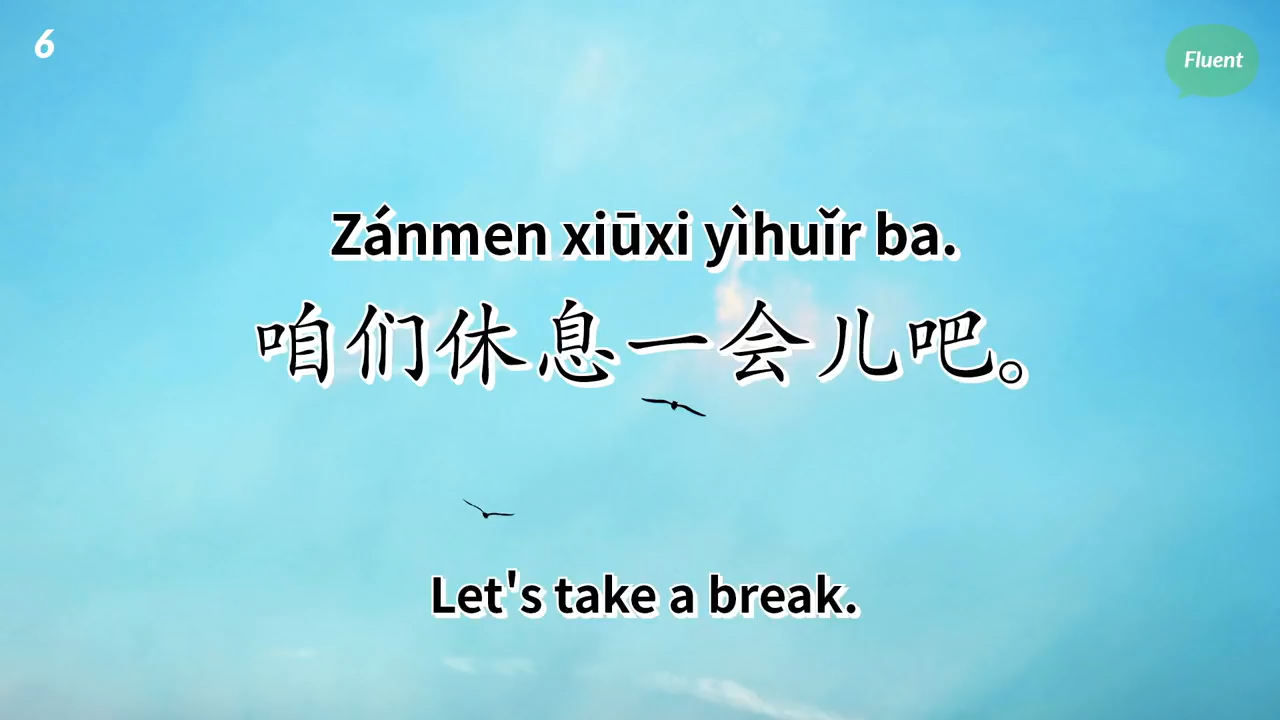 6
Fluent
Zánmen xiūxi yìhuǐr ba.
咱们休息一会儿吧。
Let's take a break.